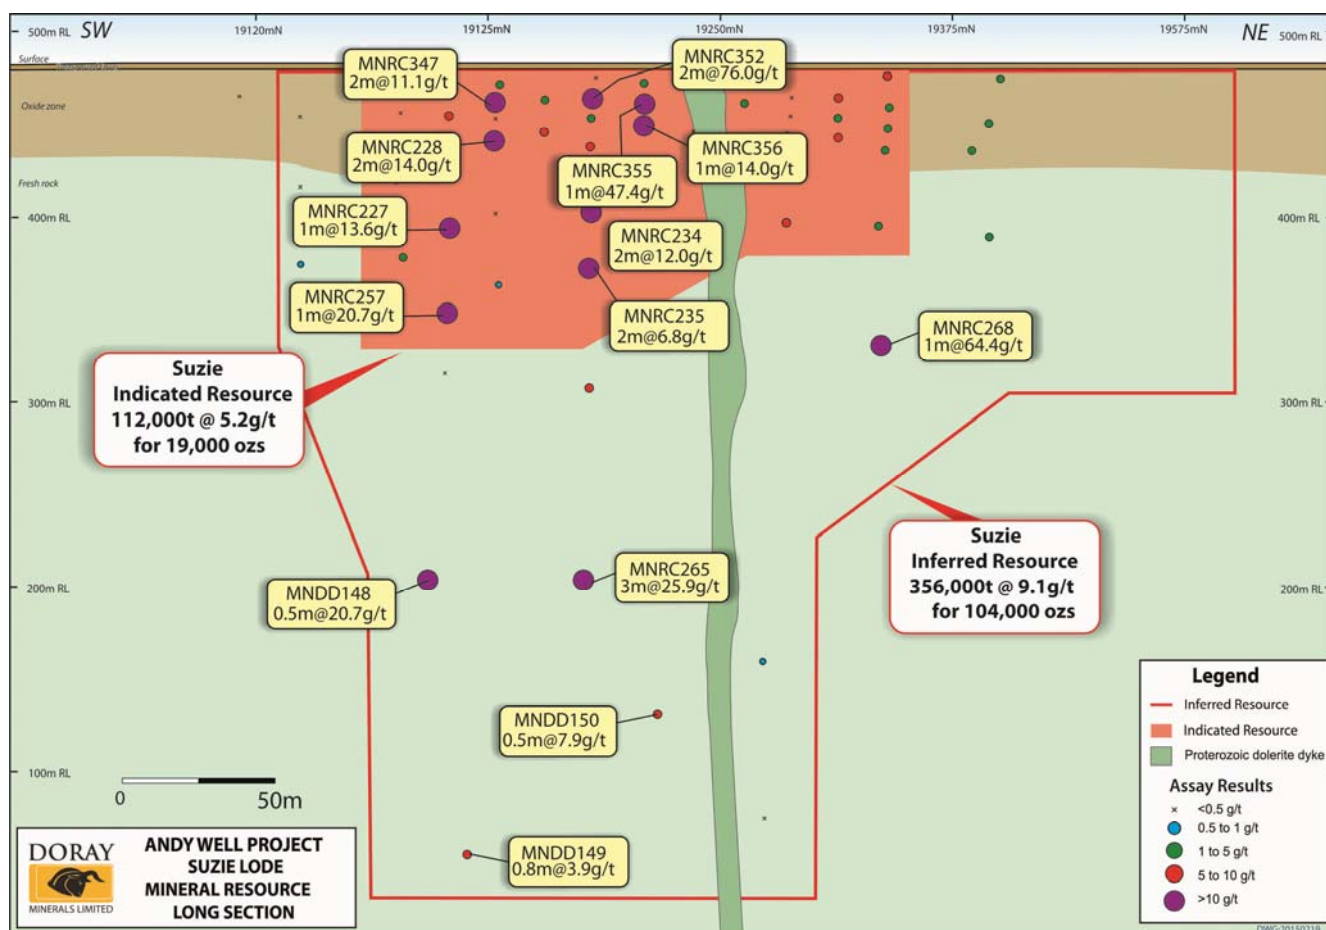 500m RL SW
19120mN
19125mN
19250mN
19375mN
19575mN
NE 500m RL
Surface
Oxide zone
Fresh rock
MNRC347
2m@11.1g/t
MNRC352
2m@76.0g/t
MNRC228
2m@14.0g/t
MNRC355
1m@47.4g/t
MNRC356
1m@14.0g/t
400m RL
400m RL
MNRC227
1m@13.6g/t
MNRC234
2m@12.0g/t
MNRC257
1m@20.7g/t
MNRC235
2m@6.8g/t
MNRC268
1m@64.4g/t
Suzie
Indicated Resource
112,000t @ 5.2g/t
for 19,000 ozs
300m RL
300m RL
Suzie
Inferred Resource
356,000t @ 9.1g/t
for 104,000 ozs
200m RL
200m RL
MNDD148
0.5m@20.7g/t
MNRC265
3m@25.9g/t
MNDD150
0.5m@7.9g/t
100m RL
MNDD149
0.8m@3.9g/t
0
50m
DORAY
MINERALS LIMITED
ANDY WELL PROJECT
SUZIE LODE
MINERAL RESOURCE
LONG SECTION
Legend
Inferred Resource
Indicated Resource
Proterozoic dolerite dyke
Assay Results
<0.5 g/t
0.5 to 1 g/t
1 to 5 g/t
5 to 10 g/t
>10 g/t
DWG:20150219